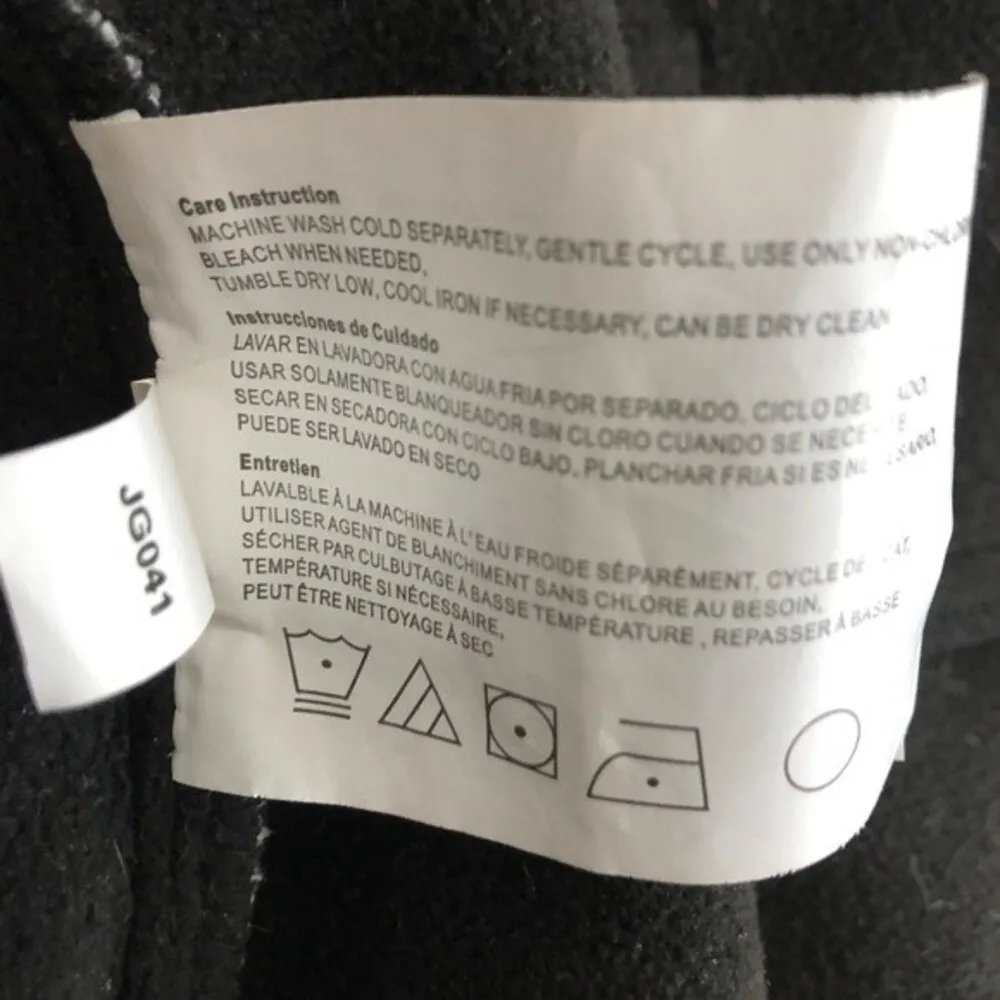 Care Instruction
MACHINE WASH COLD SEPARATELY, GENTLE CYCLE, USE ONLY
BLEACH WHEN NEEDED,
TUMBLE DRY LOW, COOL IRON IF NECESSARY, CAN BE DRY CLEAN
Instrucciones de Cuidado
LAVAR EN LAVADORA CON AGUA FRIA POR SEPARADO, CICLO
USAR SOLAMENTE BLANQUEADOR SIN CLORO CUANDO SE
SECAR EN SECADORA CON CICLO BAJO, PLANCHAR FRIA SI ES
PUEDE SER LAVADO EN SECO
Entretien
LAVALBLE À LA MACHINE À L'EAU FROIDE SÉPARÉMENT, CYCLE
UTILISER AGENT DE BLANCHIMENT SANS CHLORE AU BESOIN,
SÉCHER PAR CULBUTAGE À BASSE TEMPÉRATURE , REPASSER À BASSE
TEMPÉRATURE SI NÉCESSAIRE,
PEUT ÊTRE NETTOYAGE À SEC
JG041